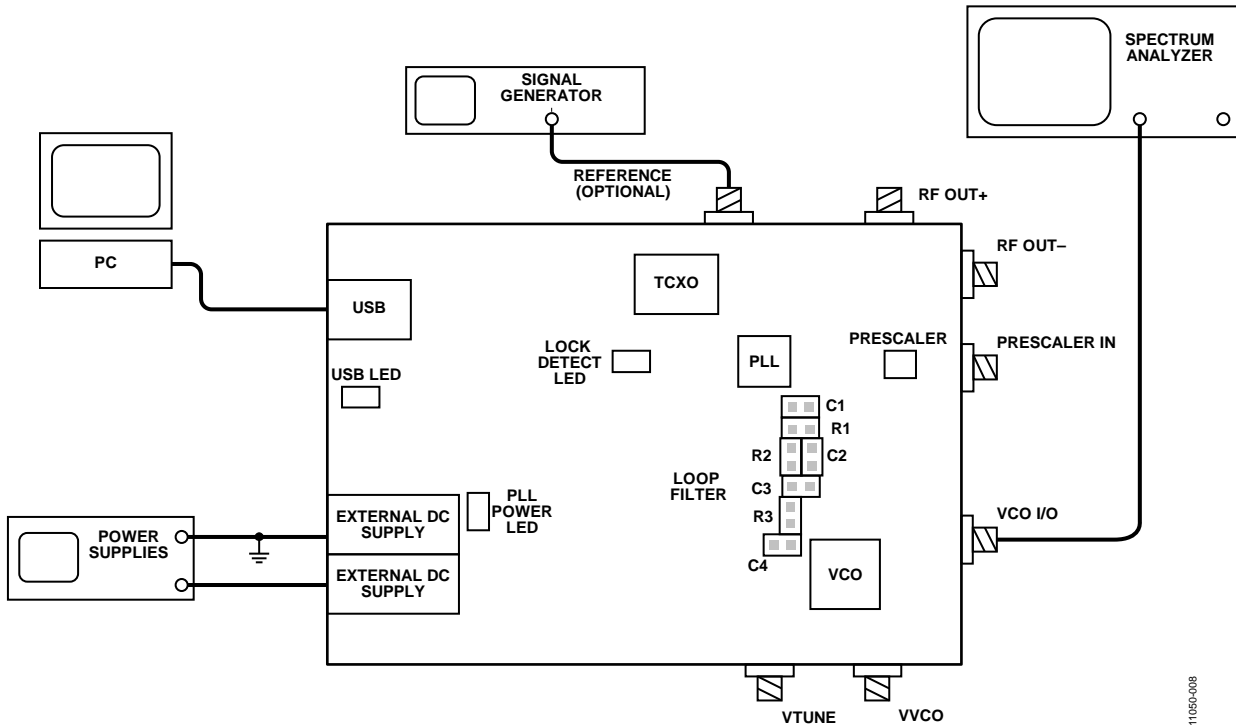 SPECTRUM
ANALYZER
SIGNAL
GENERATOR
REFERENCE
(OPTIONAL)
RF OUT+
RF OUT–
PC
USB
TCXO
LOCK
DETECT
LED
PLL
PRESCALER
PRESCALER IN
USB LED
C1
R1
R2
C2
LOOP
FILTER
C3
R3
C4
PLL
POWER
LED
VCO I/O
POWER
SUPPLIES
EXTERNAL DC
SUPPLY
EXTERNAL DC
SUPPLY
VCO
VTUNE
VVCO
11050-008